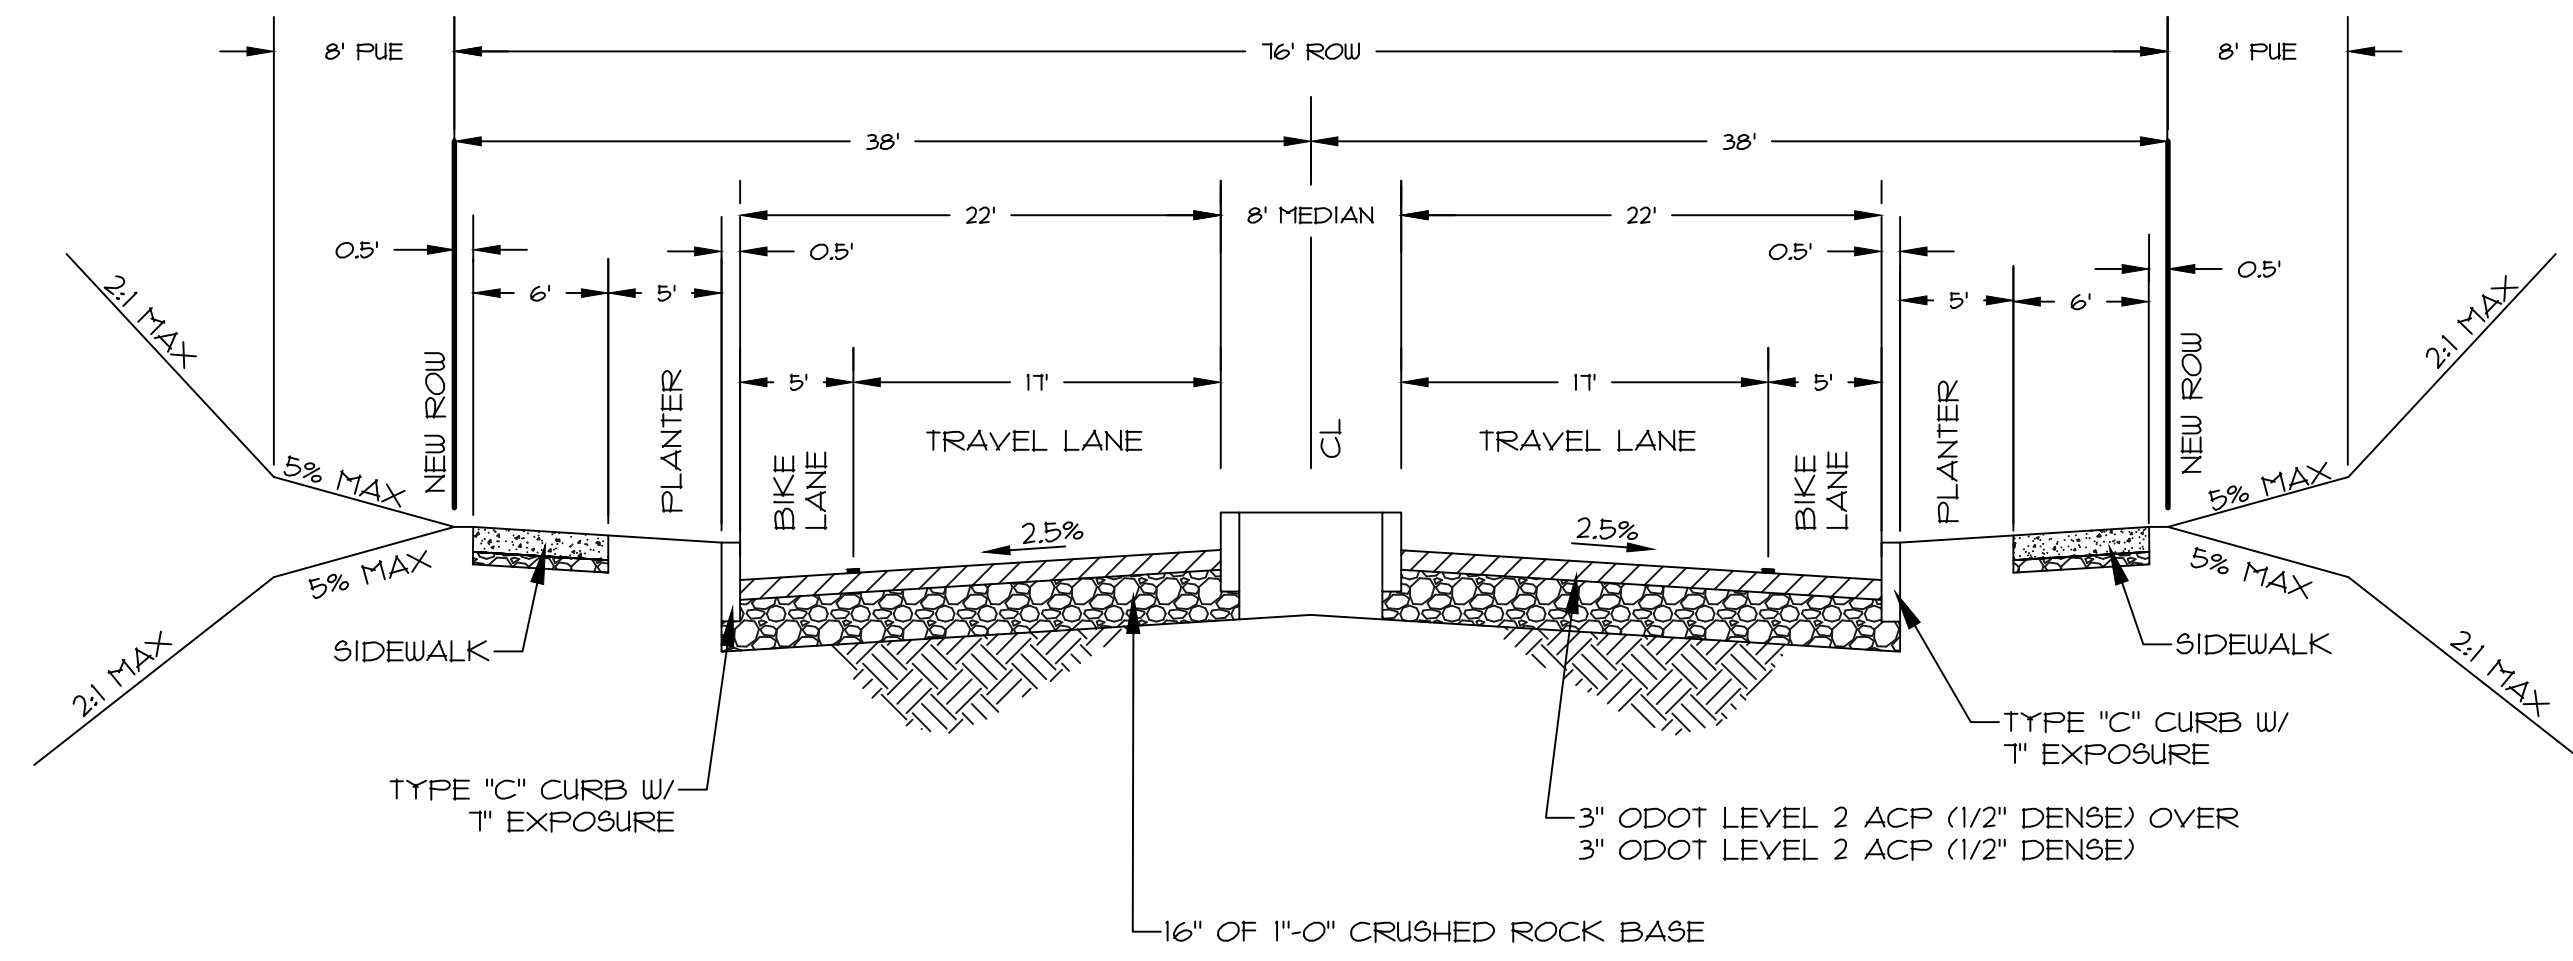 8' PUE
76' ROW
8' PUE
38'
38'
22'
8' MEDIAN
22'
0.5'
0.5'
0.5'
0.5'
6'
5'
5'
6'
5'
17'
17'
5'
2:1 MAX
2:1 MAX
NEW ROW
PLANTER
BIKE
LANE
TRAVEL LANE
CL
TRAVEL LANE
BIKE
LANE
PLANTER
NEW ROW
5% MAX
5% MAX
2.5%
2.5%
5% MAX
5% MAX
SIDEWALK
SIDEWALK
2:1 MAX
2:1 MAX
TYPE "C" CURB W/
7" EXPOSURE
TYPE "C" CURB W/
7" EXPOSURE
3" ODOT LEVEL 2 ACP (1/2" DENSE) OVER
3" ODOT LEVEL 2 ACP (1/2" DENSE)
16" OF 1"-0" CRUSHED ROCK BASE